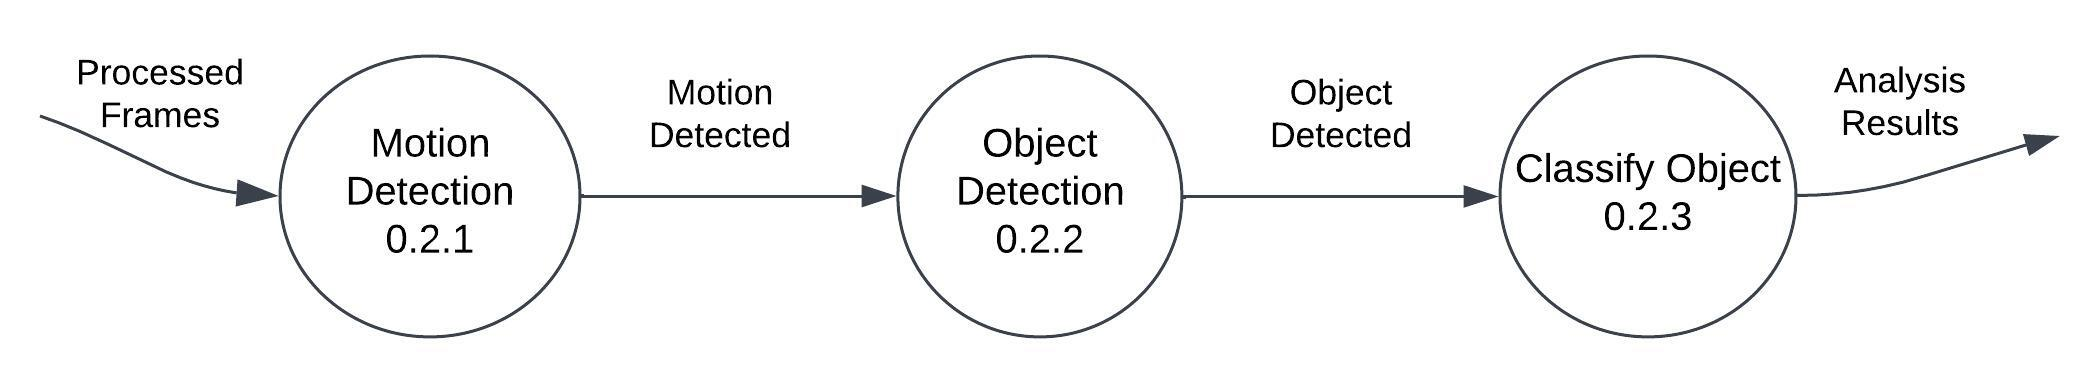 Processed
Frames
Motion
Detection
0.2.1
Motion
Detected
Object
Detection
0.2.2
Object
Detected
Classify Object
0.2.3
Analysis
Results